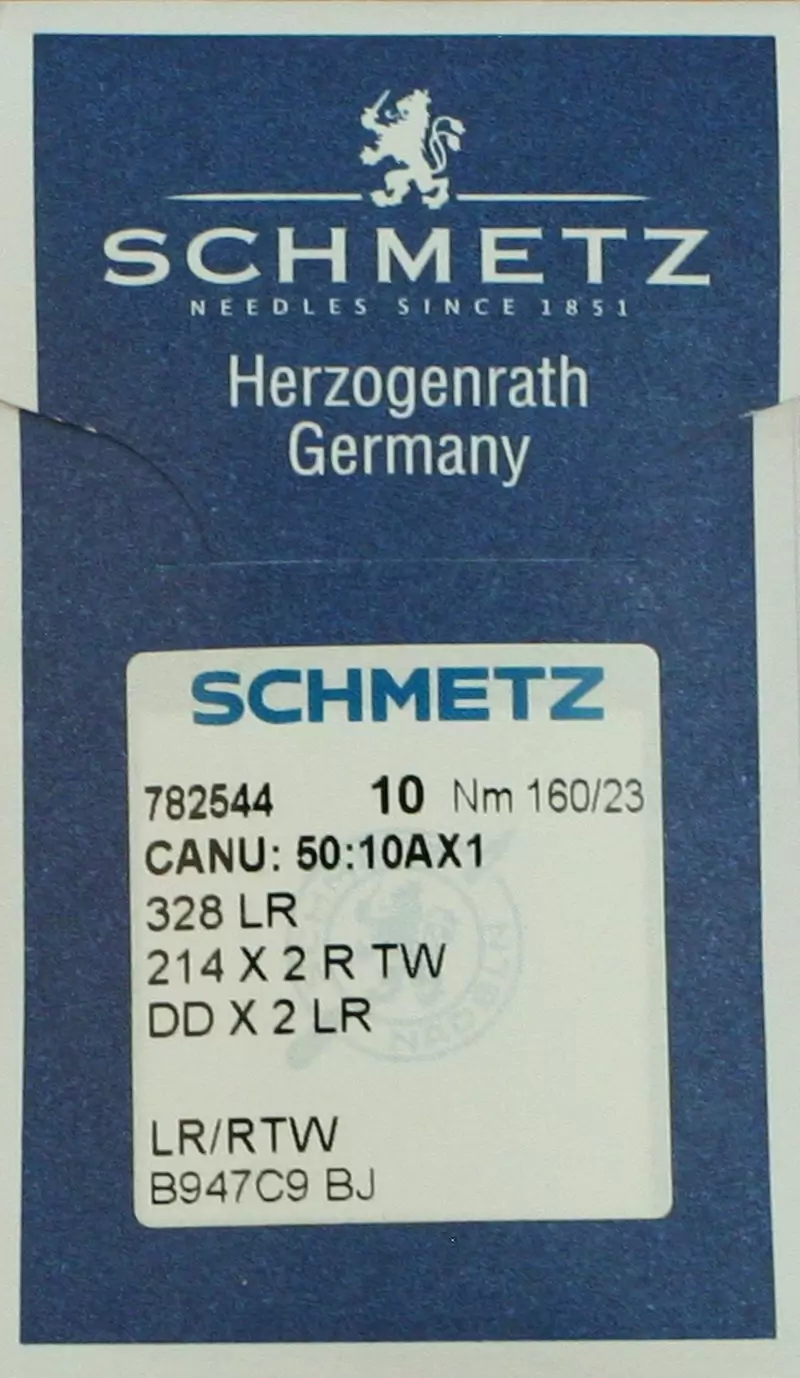 SCHMETZ
NEEDLES SINCE 1851
Herzogenrath
Germany
SCHMETZ
782544 10 Nm 160/23
CANU: 50:10AX1
328 LR
214 X 2 R TW
DD X 2 LR
NADELN
LR/RTW
B947C9 BJ